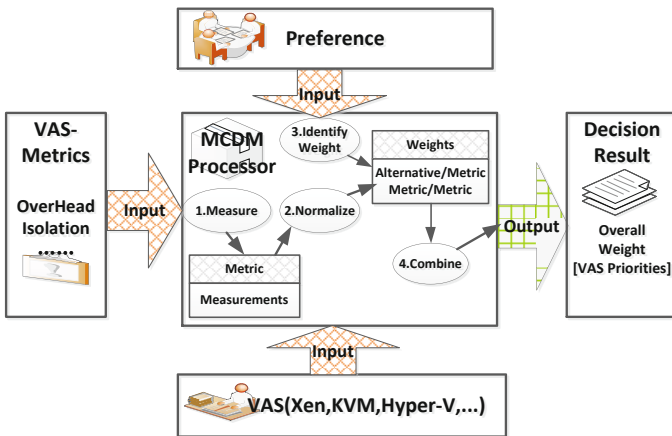 Preference
Input
VAS-
Metrics
OverHead
Isolation
......
Input
MCDM
Processor
3.Identify
Weight
1.Measure
2.Normalize
Weights
Alternative/Metric
Metric/Metric
Metric
Measurements
4.Combine
Output
Decision
Result
Overall
Weight
[VAS Priorities]
Input
VAS(Xen,KVM,Hyper-V,...)